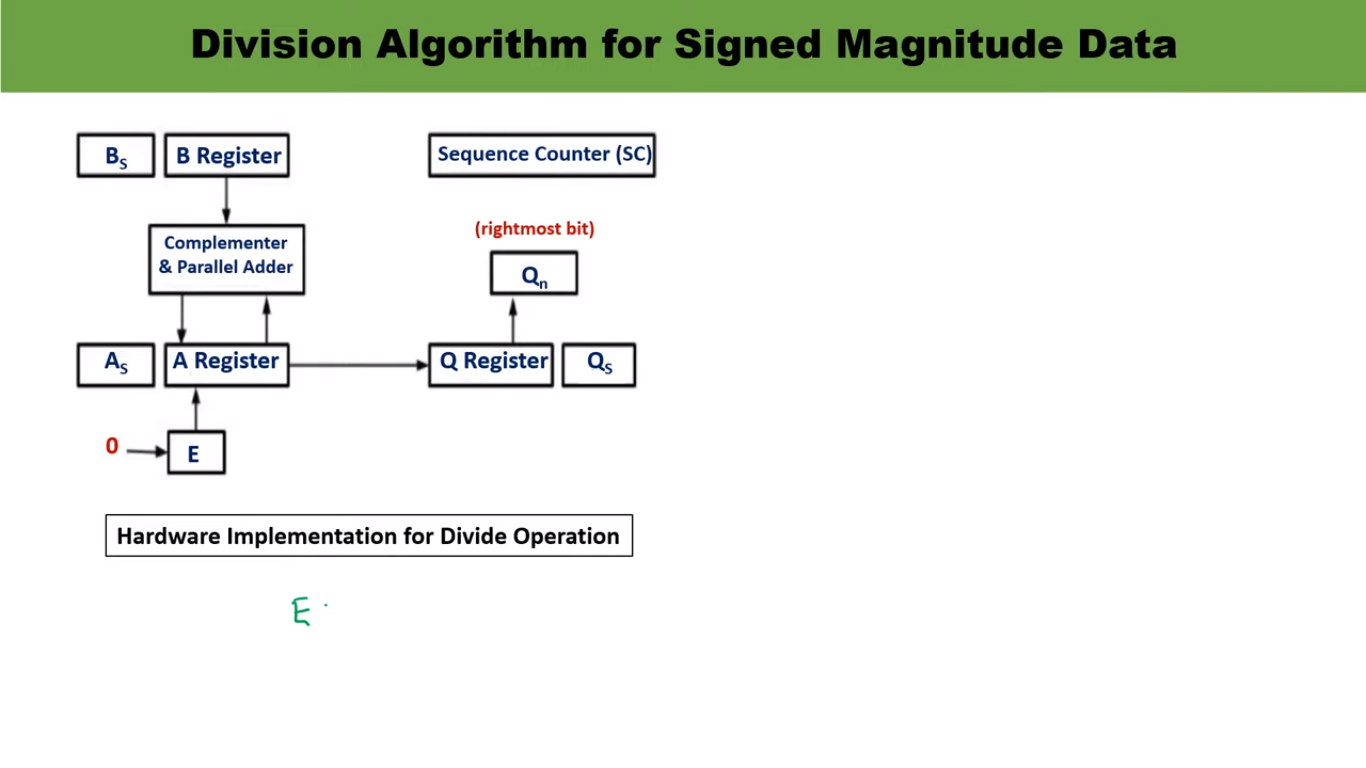 Division Algorithm for Signed Magnitude Data
BS B Register
Sequence Counter (SC)
Complementer
& Parallel Adder
(rightmost bit)
Qn
AS A Register
Q Register QS
0
E
Hardware Implementation for Divide Operation
E